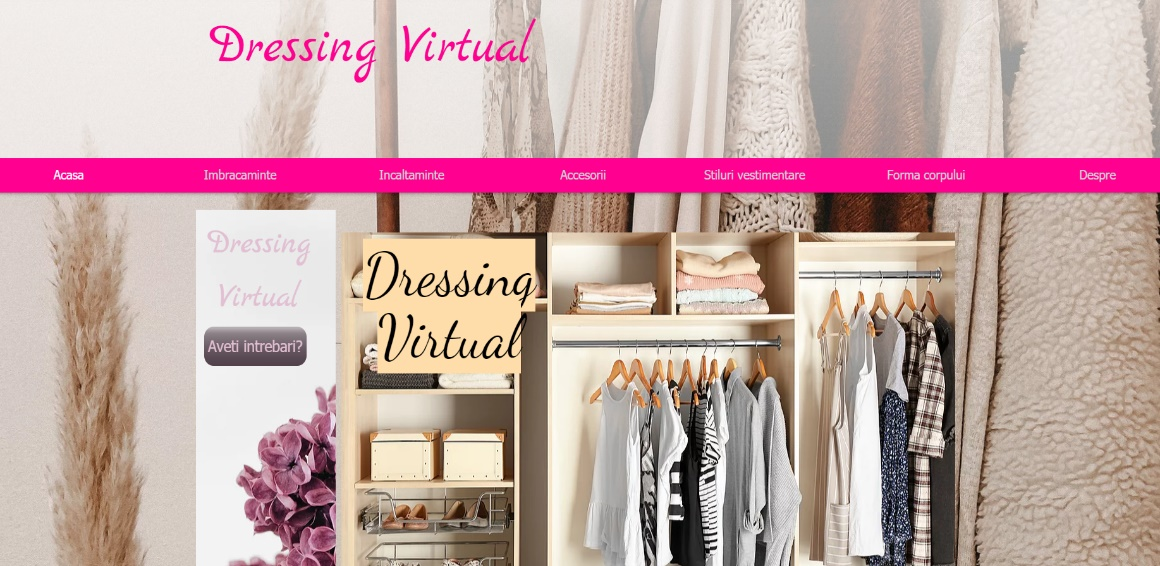 Dressing Virtual
Acasa Imbracaminte Incaltaminte Accesorii Stiluri vestimentare Forma corpului Despre
Dressing
Virtual
Aveti intrebari?
Dressing
Virtual